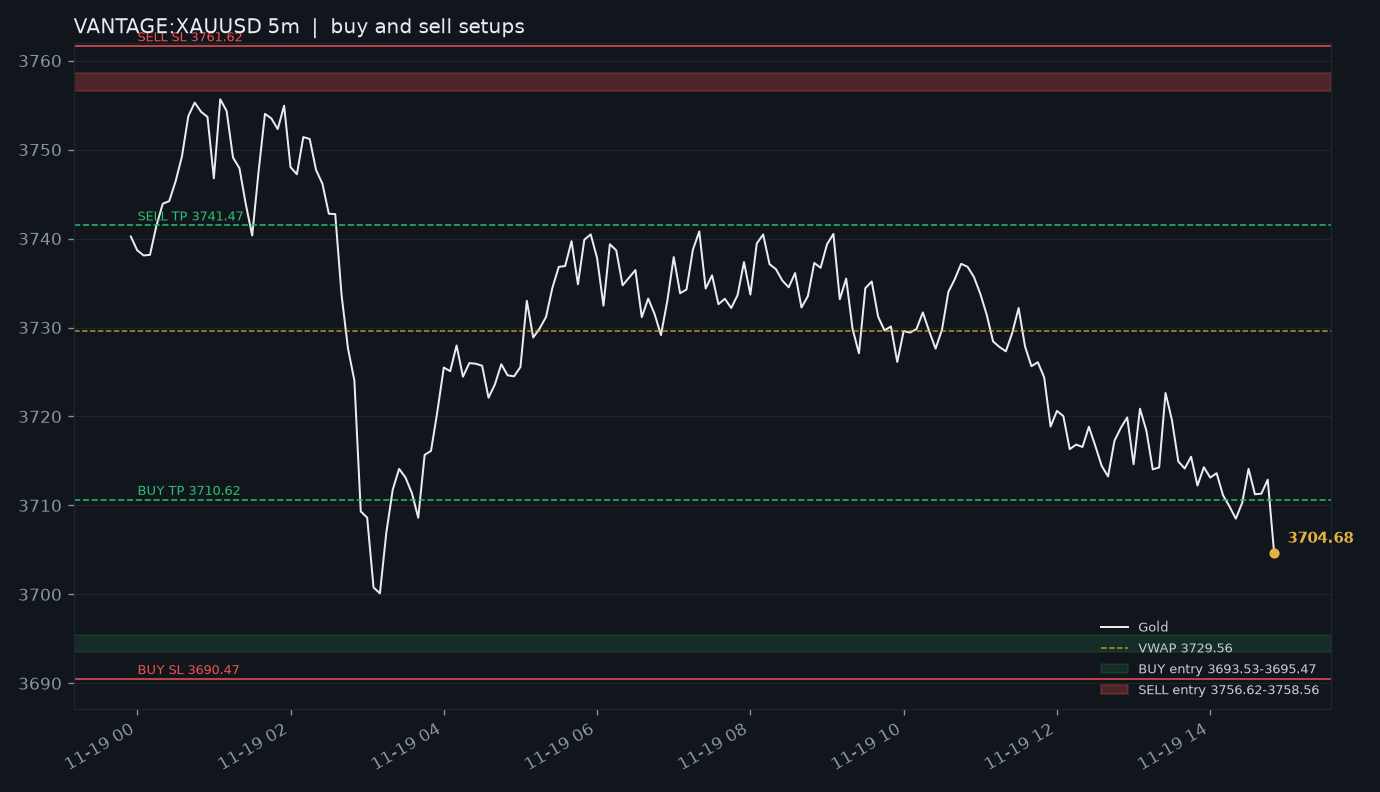 VANTAGE:XAUUSD 5m | buy and sell setups
SELL SL 3761.62
3760
3750
SELL TP 3741.47
3740
3730
3720
BUY TP 3710.62
3710
3704.68
3700
Gold
VWAP 3729.56
BUY entry 3693.53-3695.47
SELL entry 3756.62-3758.56
BUY SL 3690.47
3690
11-19 00
11-19 02
11-19 04
11-19 06
11-19 08
11-19 10
11-19 12
11-19 14